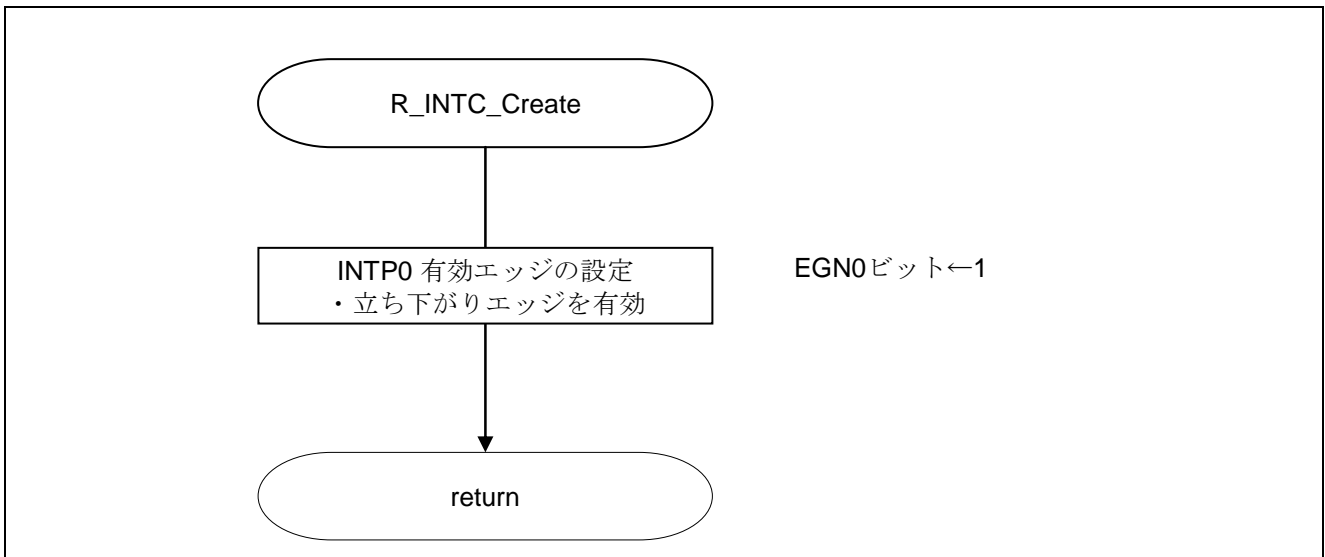 R_INTC_Create
INTP0 有効エッジの設定
・立ち下がりエッジを有効
EGN0ビット←1
return